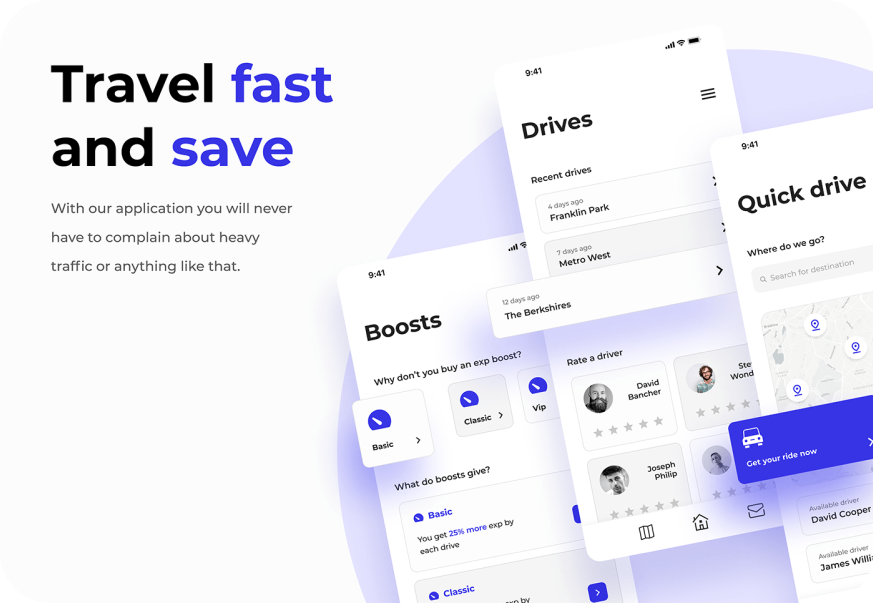 Travel fast
and save
With our application you will never
have to complain about heavy
traffic or anything like that.
9:41
Boosts
Why don't you buy an exp boost?
Basic
Classic
Vip
What do boosts give?
Basic
You get 25% more exp by
each drive
Classic
exp by
9:41
Drives
Recent drives
4 days ago
Franklin Park
7 days ago
Metro West
12 days ago
The Berkshires
Rate a driver
David
Bancher
Joseph
Philip
9:41
Quick drive
Where do we go?
Search for destination
Get your ride now
Available driver
David Cooper
Available driver
James